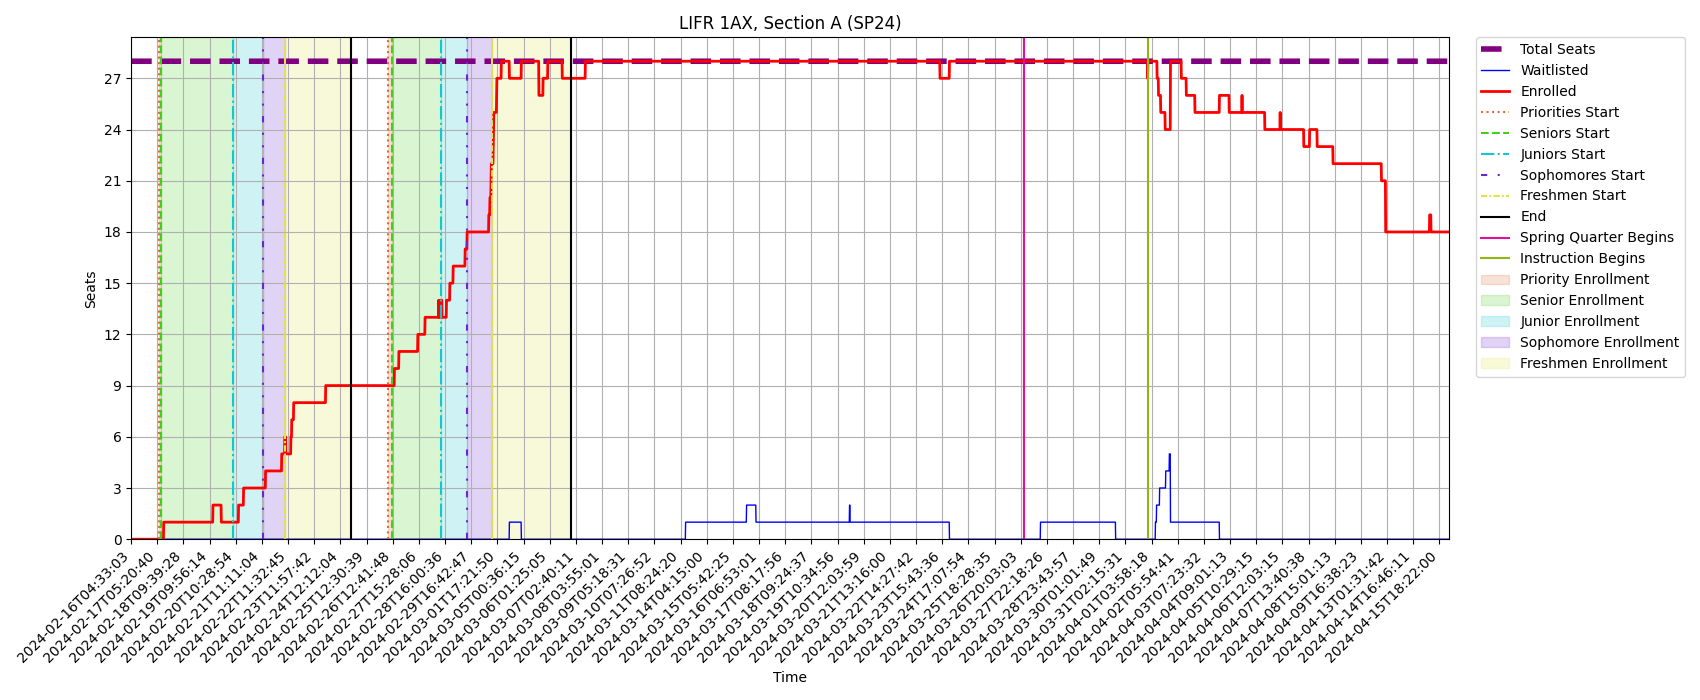 LIFR 1AX, Section A (SP24)
Seats
27
24
21
18
15
12
9
6
3
0
2024-02-16T04:33:03
2024-02-17T05:20:40
2024-02-18T09:39:28
2024-02-19T09:56:14
2024-02-20T10:28:54
2024-02-21T11:11:04
2024-02-22T11:32:45
2024-02-23T11:57:42
2024-02-24T12:12:04
2024-02-25T12:30:39
2024-02-26T12:41:48
2024-02-27T15:28:06
2024-02-28T16:00:36
2024-02-29T16:42:47
2024-03-01T17:21:50
2024-03-05T00:36:15
2024-03-06T01:25:05
2024-03-07T02:40:11
2024-03-08T03:55:01
2024-03-09T05:18:31
2024-03-10T07:26:52
2024-03-11T08:24:20
2024-03-14T04:15:00
2024-03-15T05:42:25
2024-03-16T06:53:01
2024-03-17T08:17:56
2024-03-18T09:24:37
2024-03-19T10:34:56
2024-03-20T12:03:59
2024-03-21T13:16:00
2024-03-22T14:27:42
2024-03-23T15:43:36
2024-03-24T17:07:54
2024-03-25T18:28:35
2024-03-26T20:03:03
2024-03-27T22:18:26
2024-03-28T23:43:57
2024-03-30T01:01:49
2024-03-31T02:15:31
2024-04-01T03:58:18
2024-04-02T05:54:41
2024-04-03T07:23:32
2024-04-04T09:01:13
2024-04-05T10:29:15
2024-04-06T12:03:15
2024-04-07T13:40:38
2024-04-08T15:01:13
2024-04-09T16:38:23
2024-04-13T01:31:42
2024-04-14T16:46:11
2024-04-15T18:22:00
Time
Total Seats
Waitlisted
Enrolled
Priorities Start
Seniors Start
Juniors Start
Sophomores Start
Freshmen Start
End
Spring Quarter Begins
Instruction Begins
Priority Enrollment
Senior Enrollment
Junior Enrollment
Sophomore Enrollment
Freshmen Enrollment